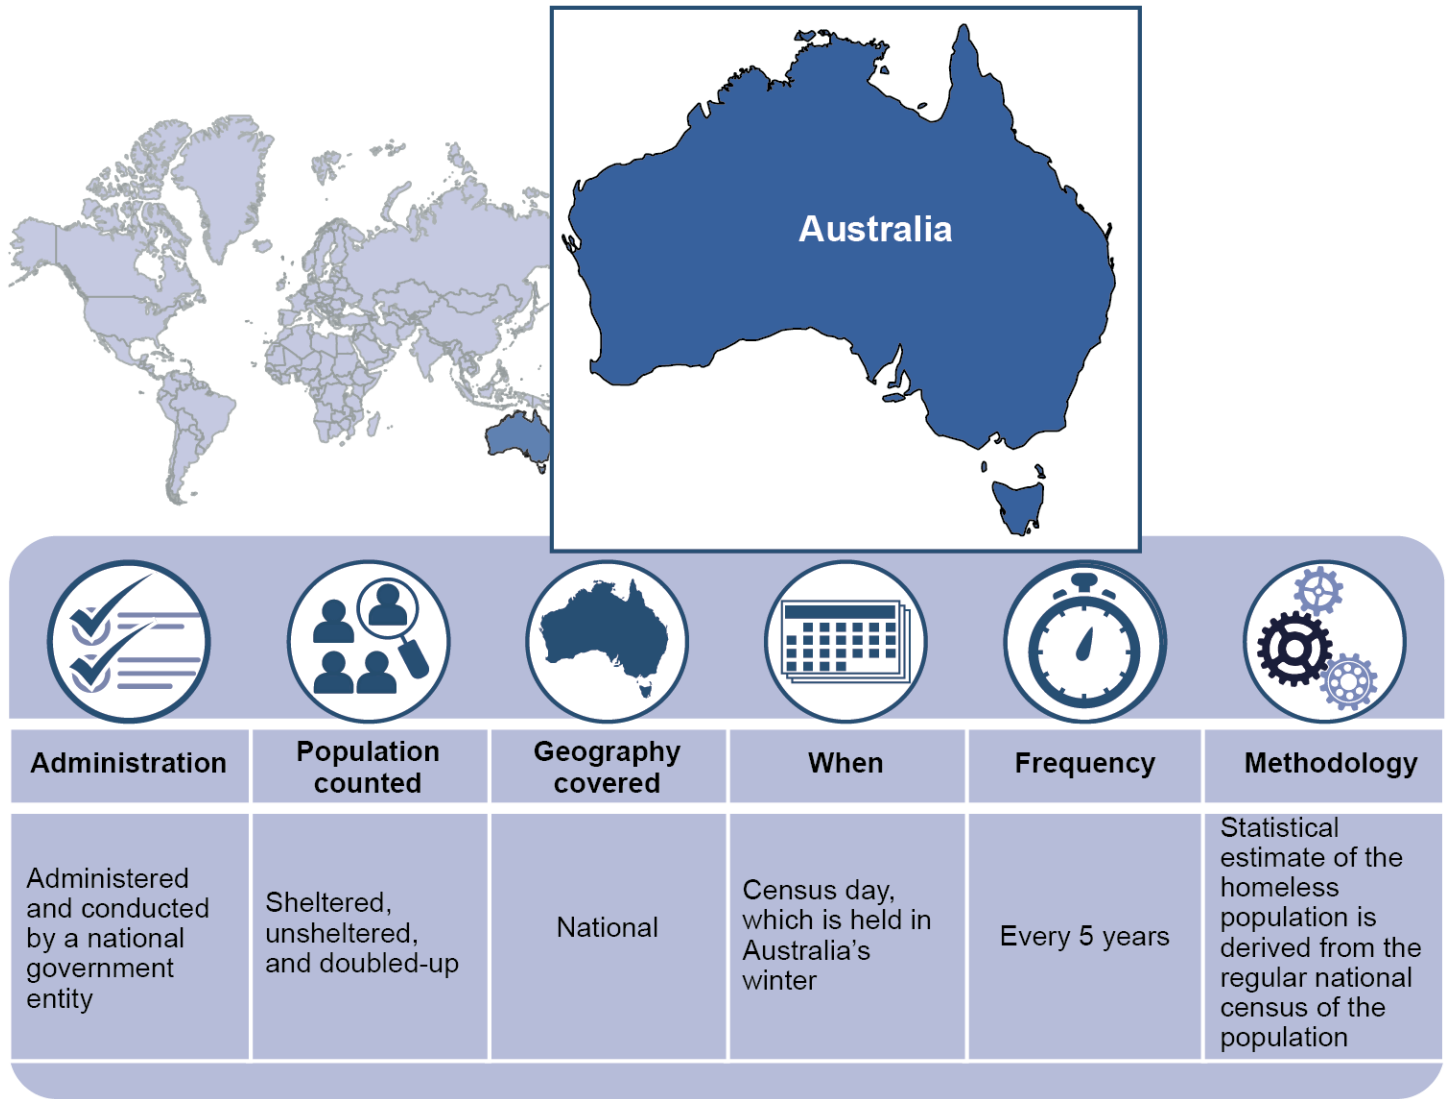 Australia
Administration
Population
counted
Geography
covered
When
Frequency
Methodology
Administered
and conducted
by a national
government
entity
Sheltered,
unsheltered,
and doubled-up
National
Census day,
which is held in
Australia’s
winter
Every 5 years
Statistical
estimate of the
homeless
population is
derived from the
regular national
census of the
population